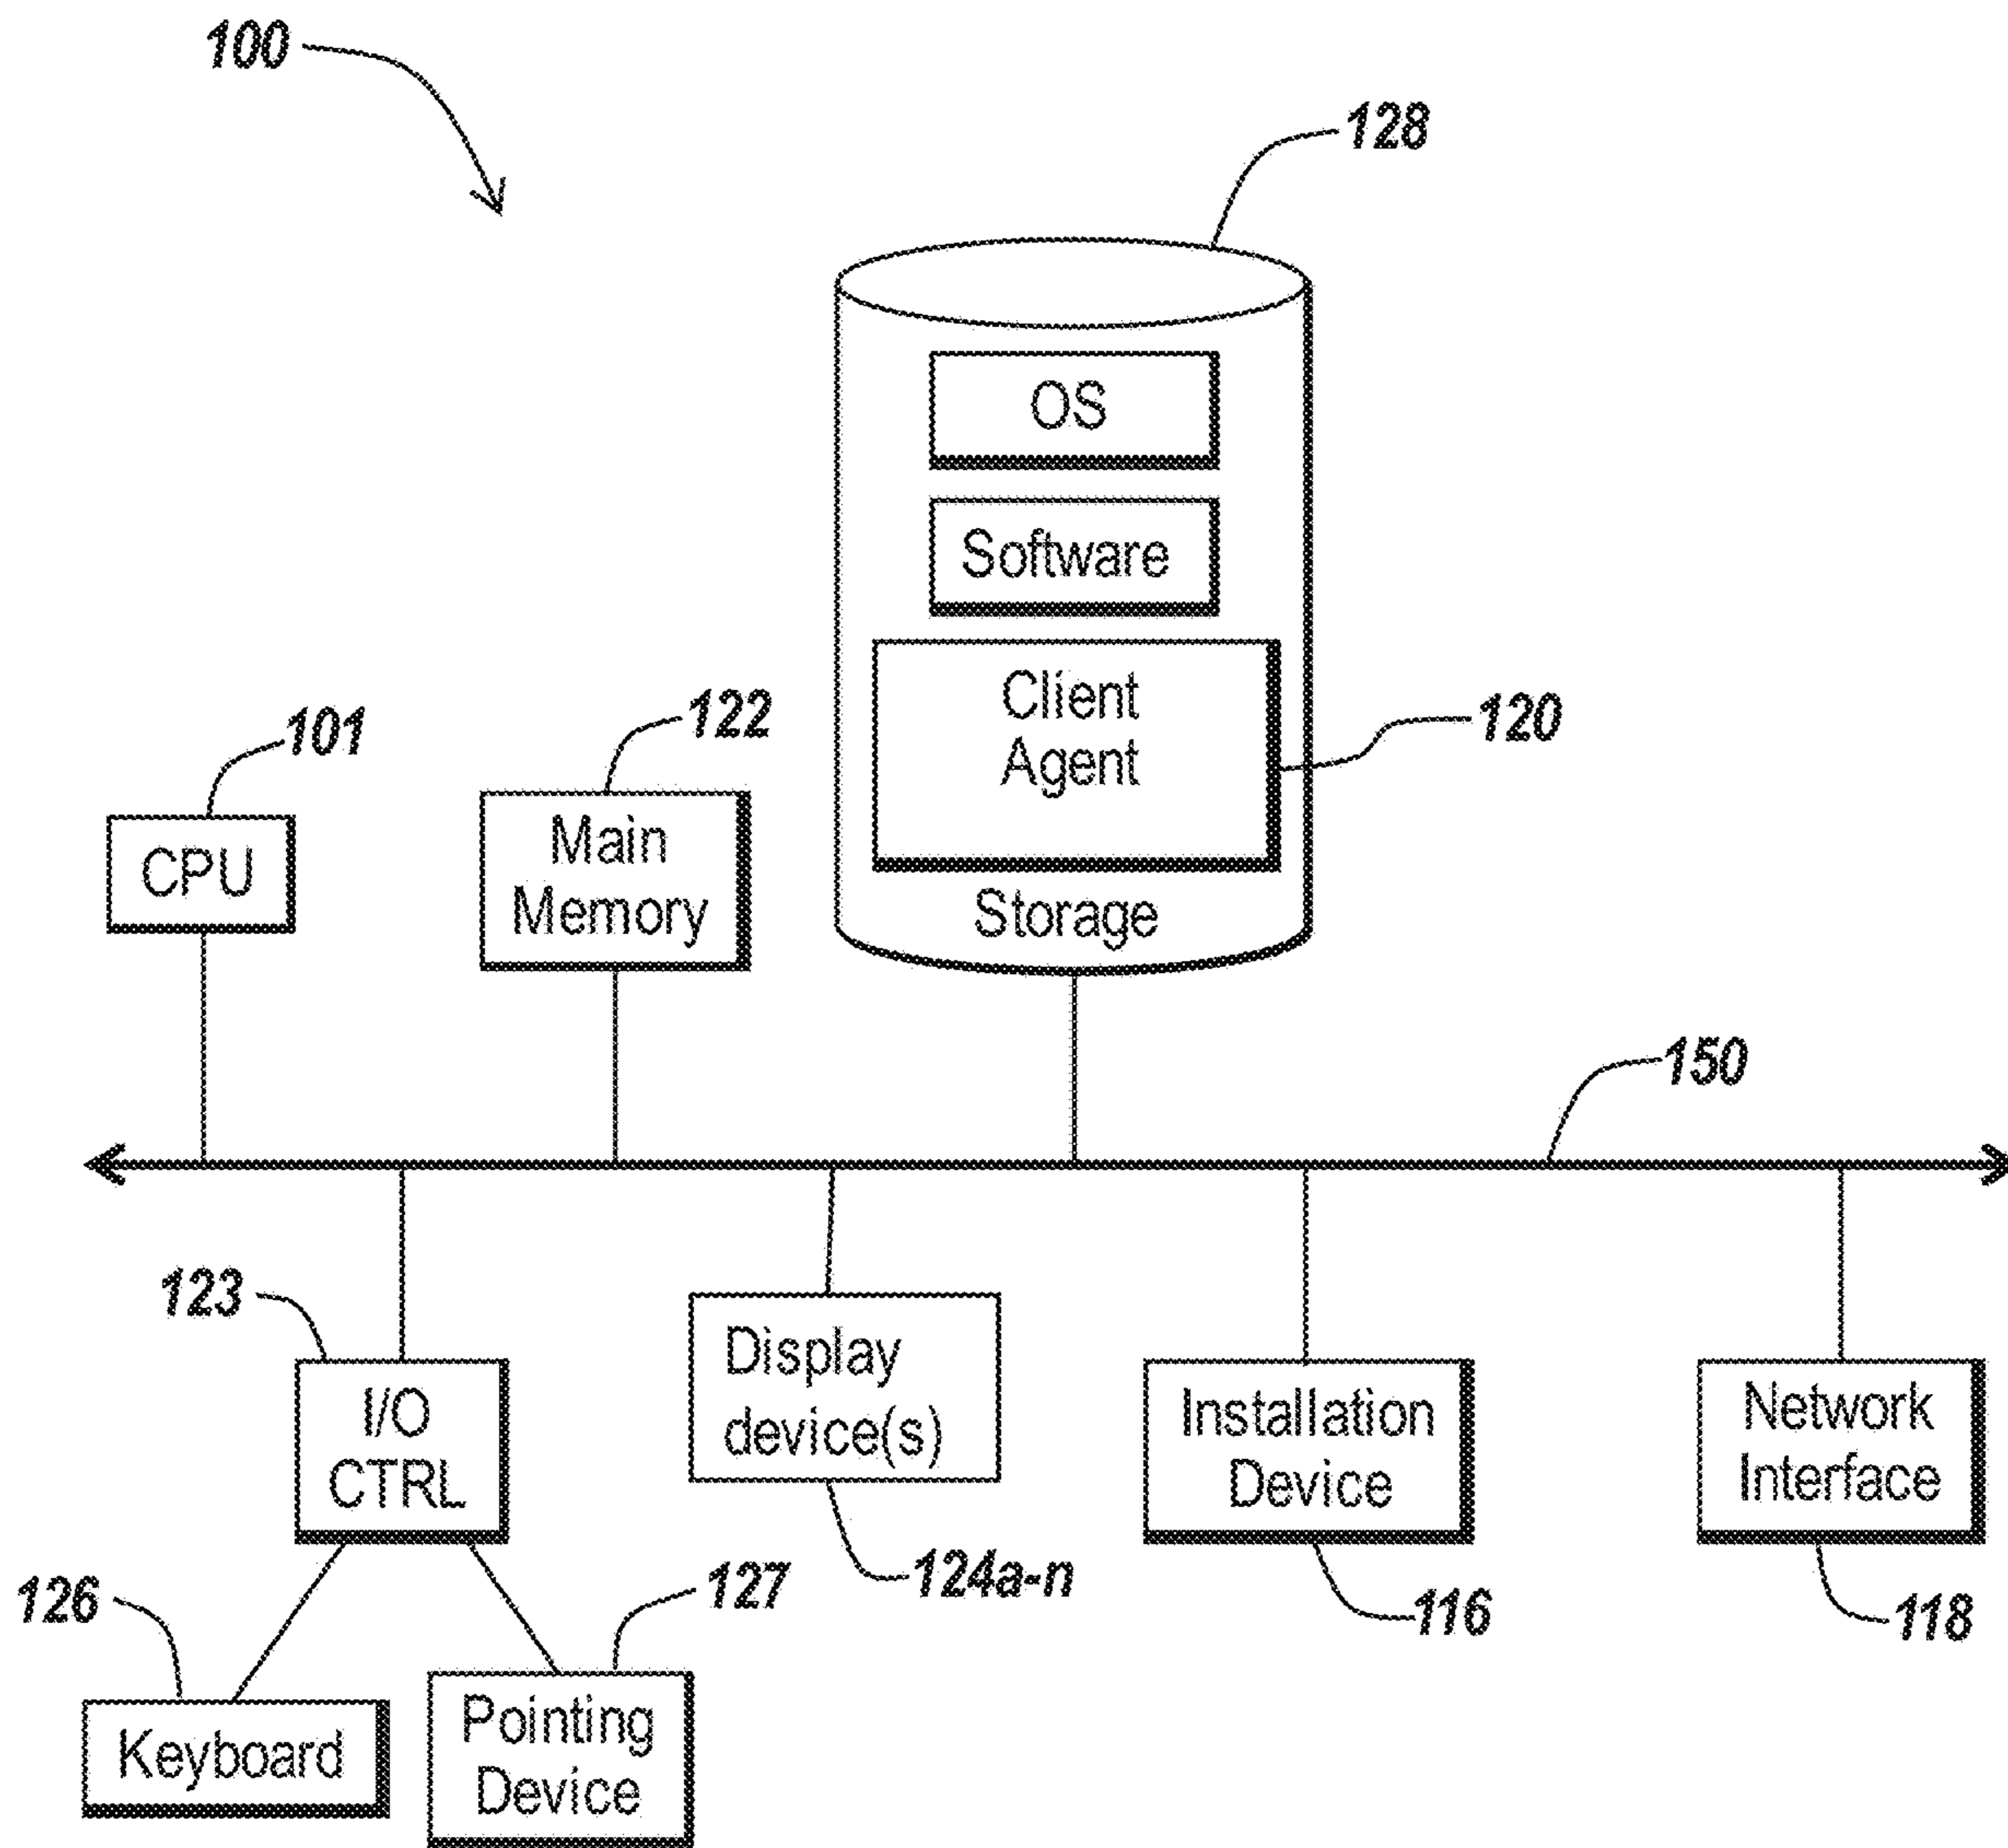 100
128
OS
Software
Client
Agent
120
Storage
101
CPU
122
Main
Memory
150
123
I/O
CTRL
Display
device(s)
124a-n
Installation
Device
116
Network
Interface
118
126
Keyboard
127
Pointing
Device